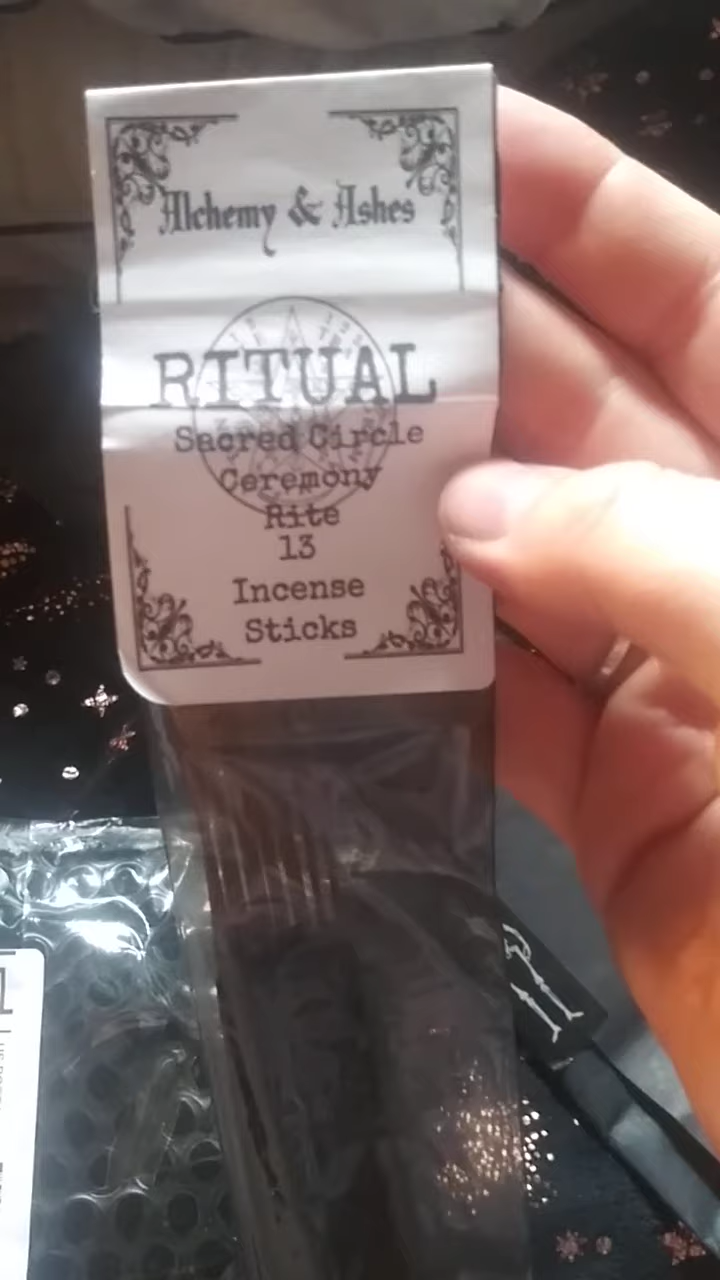 Alchemy & Ashes
RITUAL
Sacred Circle
Ceremony
Rite
13
Incense
Sticks